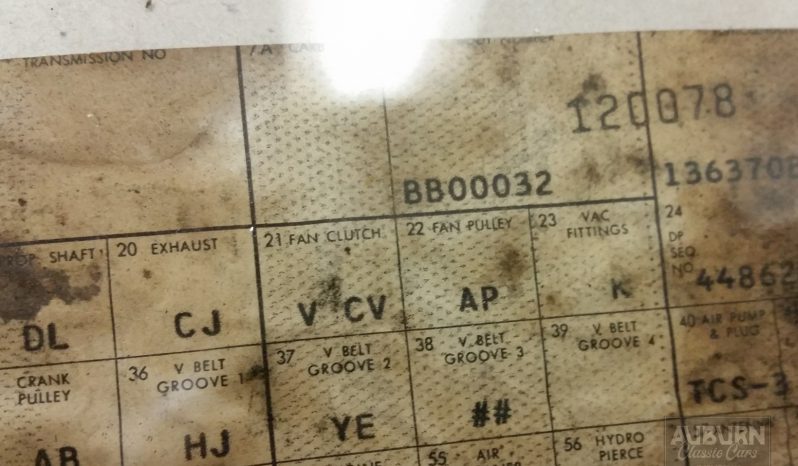 TRANSMISSION NO
7A CARB
120078
BB00032
136370
PROP SHAFT
20 EXHAUST
21 FAN CLUTCH
22 FAN PULLEY
23 VAC
FITTINGS
24
DP
SEQ
NO
44862
DL
CJ
V CV
AP
K
CRANK
PULLEY
36 V BELT
GROOVE 1
37 V BELT
GROOVE 2
38 V BELT
GROOVE 3
39 V BELT
GROOVE 4
40 AIR PUMP
& PLUG
AB
HJ
YE
##
TCS-3
55 AIR
56 HYDRO
PIERCE
AUBURN
Classic Cars